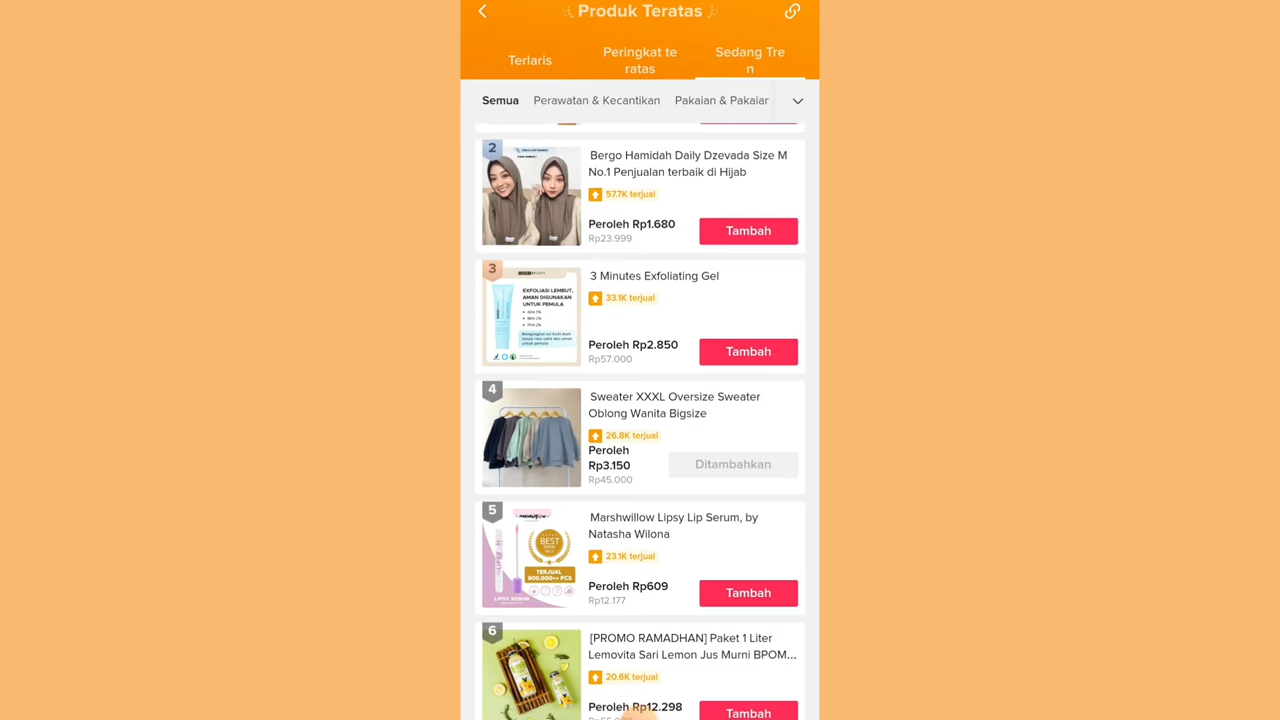 Produk Teratas
Terlaris
Peringkat te
ratas
Sedang Tre
n
Semua
Perawatan & Kecantikan
Pakaian & Pakaiar
2
Bergo Hamidah Daily Dzevada Size M
No.1 Penjualan terbaik di Hijab
57.7K terjual
Peroleh Rp1.680
Rp23.999
Tambah
3
EXFOLIASI LEMBUT,
AMAN DIGUNAKAN
UNTUK PEMULA
3 Minutes Exfoliating Gel
33.1K terjual
Peroleh Rp2.850
Rp57.000
Tambah
4
Sweater XXXL Oversize Sweater
Oblong Wanita Bigsize
26.8K terjual
Peroleh
Rp3.150
Rp45.000
Ditambahkan
5
BEST
TERJUAL
800.000++ PCS
LIPSY SERUM
Marshwillow Lipsy Lip Serum, by
Natasha Wilona
23.1K terjual
Peroleh Rp609
Rp12.177
Tambah
6
[PROMO RAMADHAN] Paket 1 Liter
Lemovita Sari Lemon Jus Murni BPOM...
20.6K terjual
Peroleh Rp12.298
Tambah